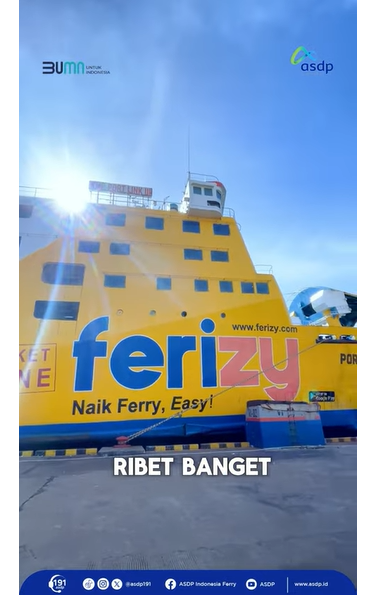 BUMN UNTUK
INDONESIA
asdp
www.ferizy.com
ferizy
KET
NE
POR
Naik Ferry, Easy!
RIBET BANGET
191
@asdp191
ASDP Indonesia Ferry
ASDP
www.asdp.id